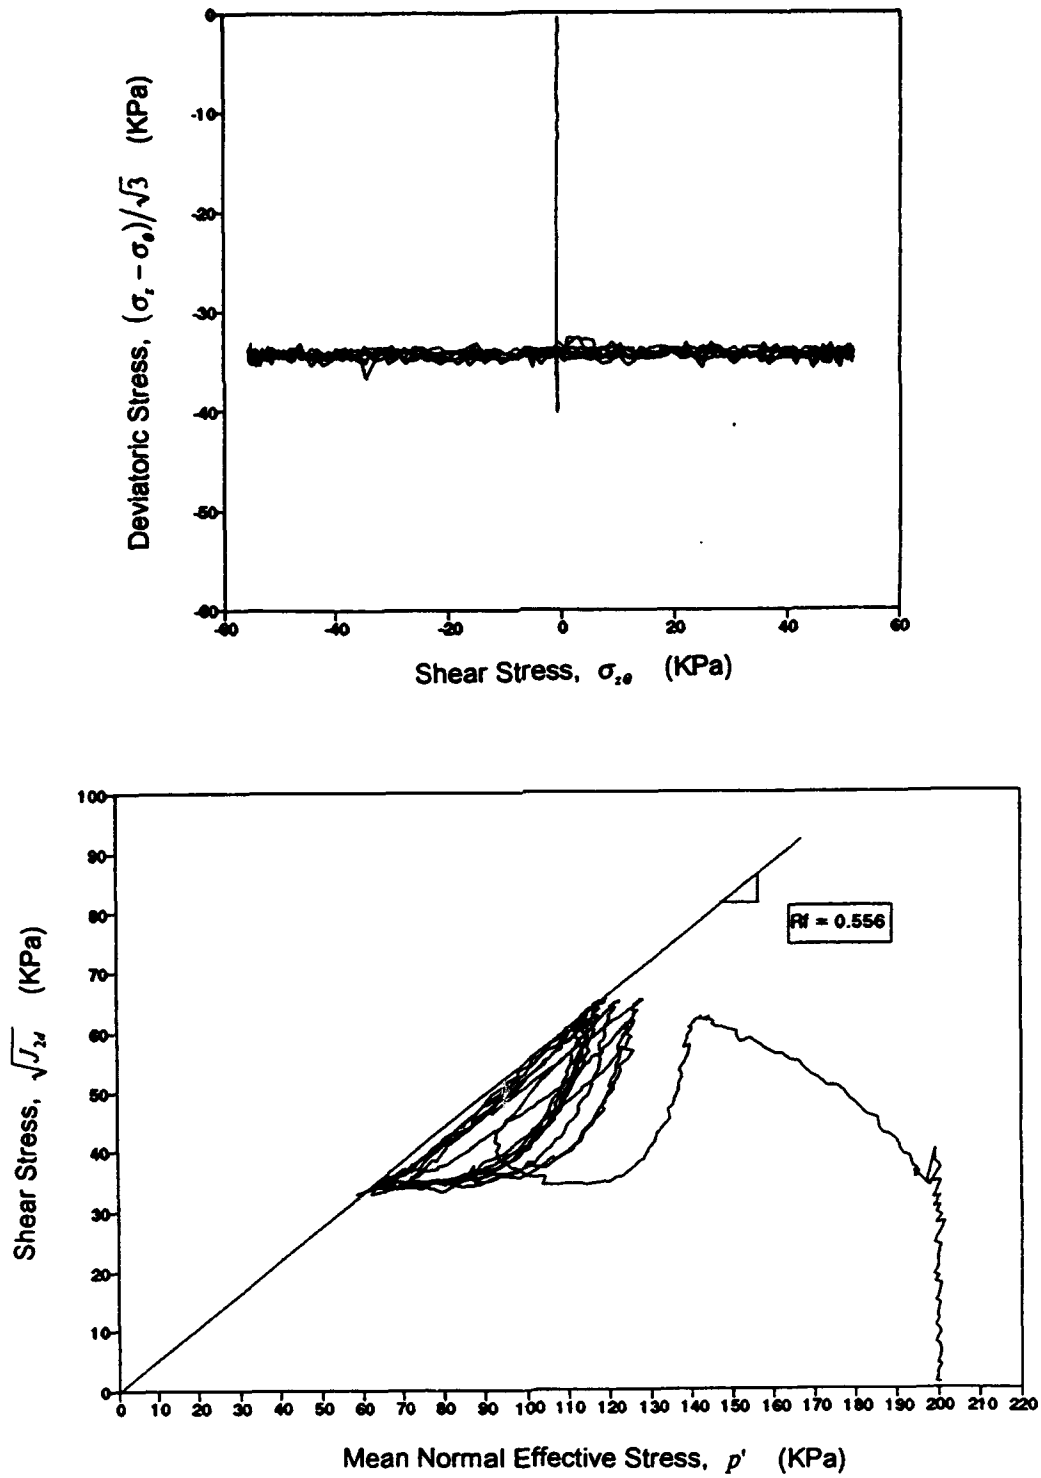 0
-10
-20
-30
-40
-50
-60
-60 -40 -20 0 20 40 60
Deviatoric Stress, (σz − σθ)/√3 (KPa)
Shear Stress, σzθ (KPa)
100
90
80
70
60
50
40
30
20
10
0
Rf = 0.556
0 10 20 30 40 50 60 70 80 90 100 110 120 130 140 150 160 170 180 190 200 210 220
Shear Stress, √J2d (KPa)
Mean Normal Effective Stress, p' (KPa)